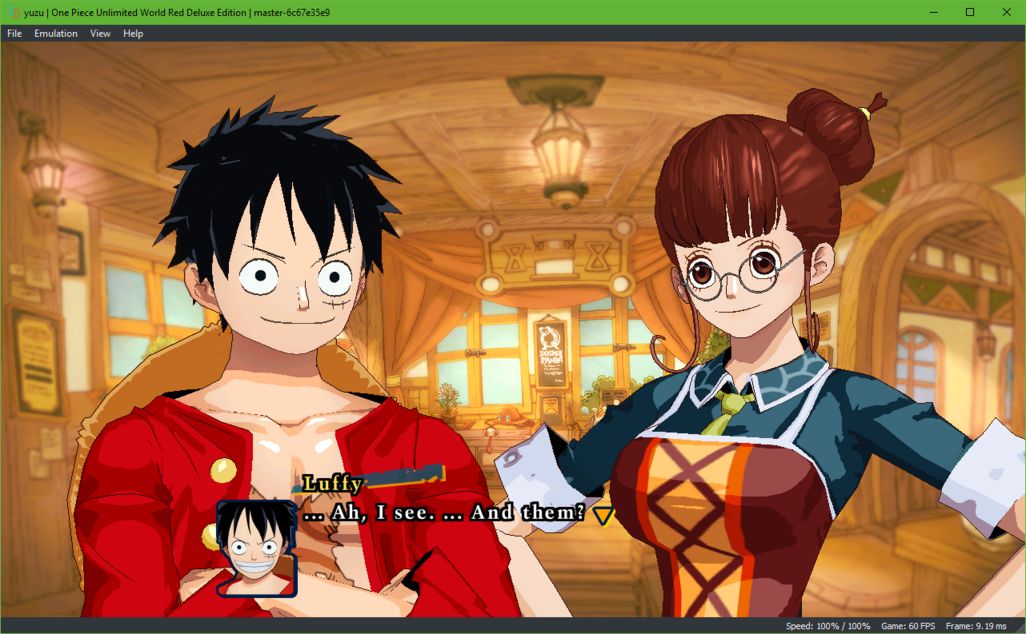 yuzu | One Piece Unlimited World Red Deluxe Edition | master-6c67e35e9
File Emulation View Help
Luffy
... Ah, I see. ... And them?
Speed: 100% / 100% Game: 60 FPS Frame: 9.19 ms